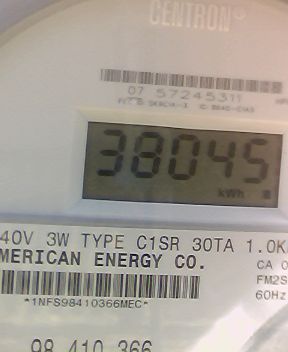 CENTRON®
07 57245311
38045
kWh
40V 3W TYPE C1SR 30TA 1.0K
MERICAN ENERGY CO.
CA 0
FM2S
60Hz
*1NFS98410366MEC*
98 410 366